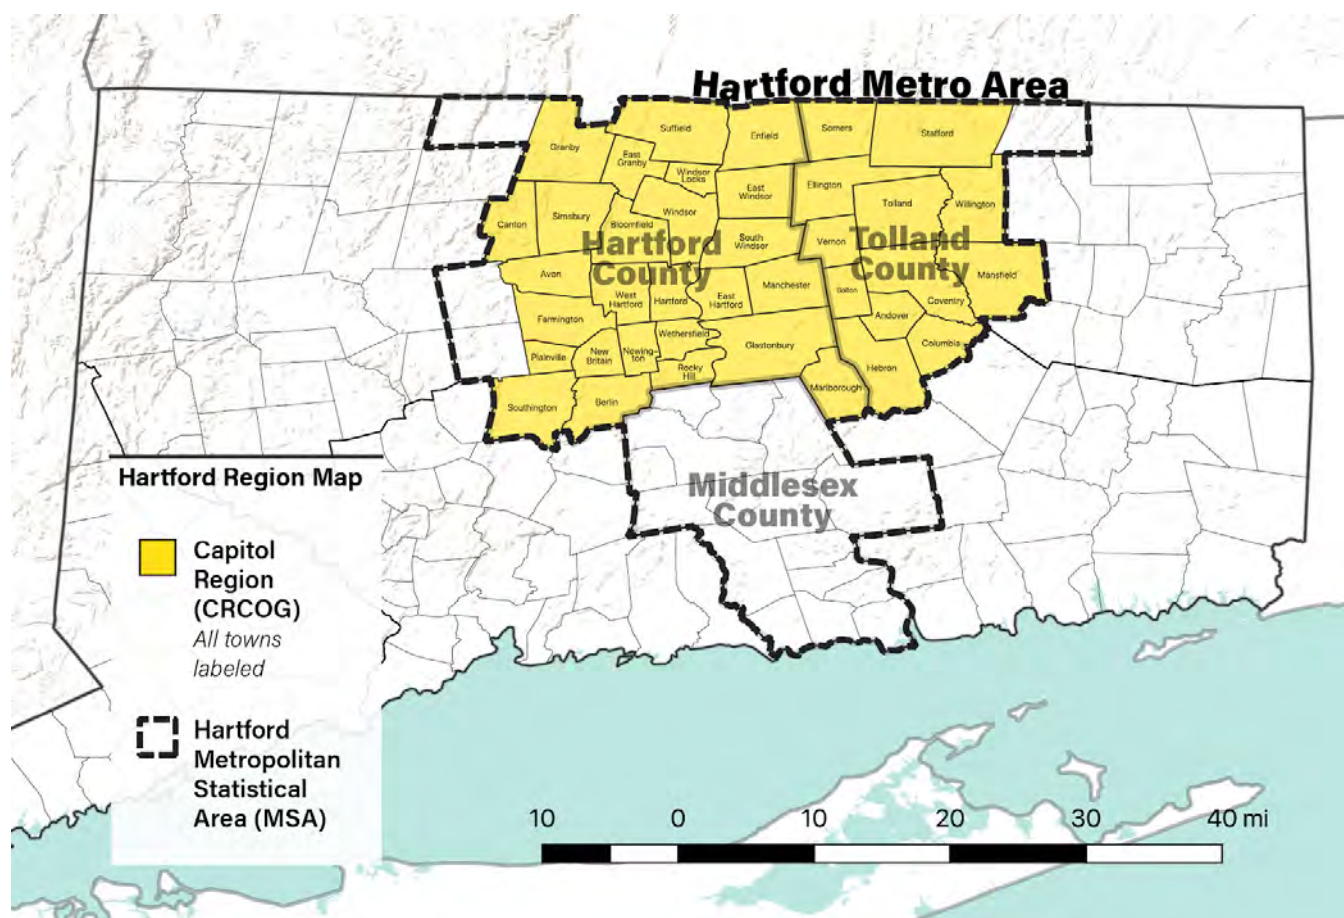 Hartford Metro Area
Suffield
Enfield
Somers
Stafford
Granby
East
Granby
Windsor
Locks
East
Windsor
Ellington
Tolland
Willington
Canton
Simsbury
Bloomfield
Windsor
South
Windsor
Vernon
Hartford
County
Tolland
County
Mansfield
Avon
West
Hartford
Hartford
East
Hartford
Manchester
Bolton
Coventry
Andover
Farmington
Wethersfield
Glastonbury
Columbia
Plainville
New
Britain
Newing-
ton
Rocky
Hill
Hebron
Marlborough
Southington
Berlin
Middlesex
County
Hartford Region Map
Capitol
Region
(CRCOG)
All towns
labeled
Hartford
Metropolitan
Statistical
Area (MSA)
10 0 10 20 30 40 mi